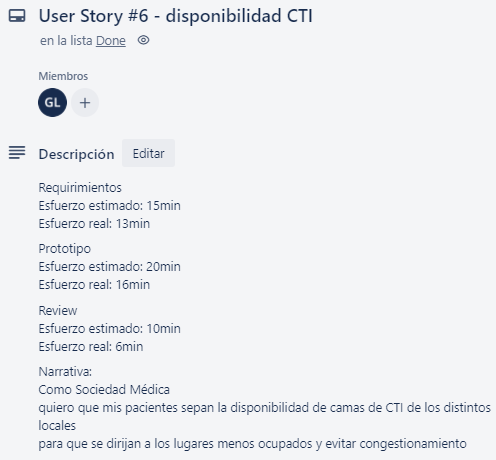 User Story #6 - disponibilidad CTI
en la lista Done
Miembros
GL +
Descripción Editar
Requirimientos
Esfuerzo estimado: 15min
Esfuerzo real: 13min
Prototipo
Esfuerzo estimado: 20min
Esfuerzo real: 16min
Review
Esfuerzo estimado: 10min
Esfuerzo real: 6min
Narrativa:
Como Sociedad Médica
quiero que mis pacientes sepan la disponibilidad de camas de CTI de los distintos
locales
para que se dirijan a los lugares menos ocupados y evitar congestionamiento